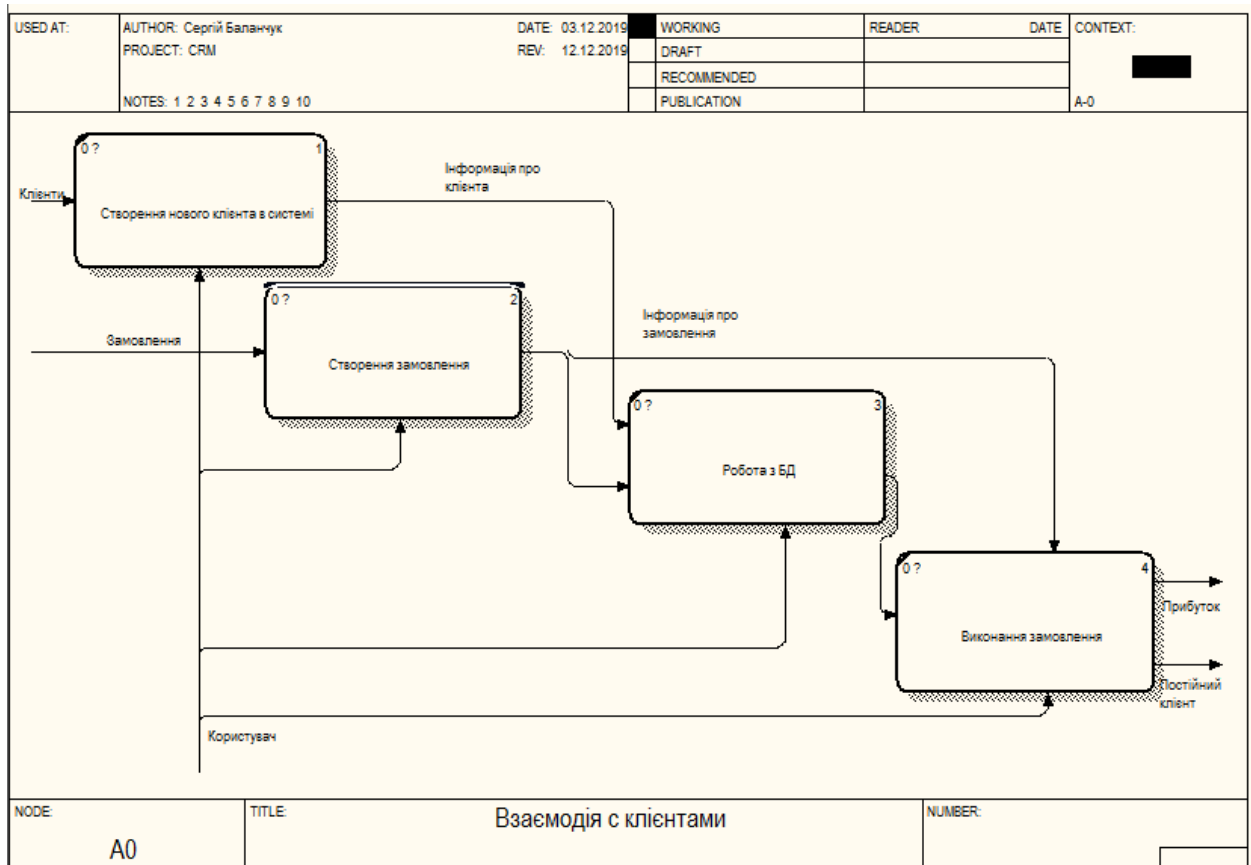 USED AT:
AUTHOR: Сергій Баланчук
DATE: 03.12.2019
PROJECT: CRM
REV: 12.12.2019
NOTES: 1 2 3 4 5 6 7 8 9 10
WORKING
DRAFT
RECOMMENDED
PUBLICATION
READER
DATE
CONTEXT:
A-0
0 ?
1
Клієнти
Створення нового клієнта в системі
Інформація про
клієнта
0 ?
2
Замовлення
Створення замовлення
Інформація про
замовлення
0 ?
3
Робота з БД
0 ?
4
Виконання замовлення
Прибуток
Постійний
клієнт
Користувач
NODE:
A0
TITLE:
Взаємодія с клієнтами
NUMBER: